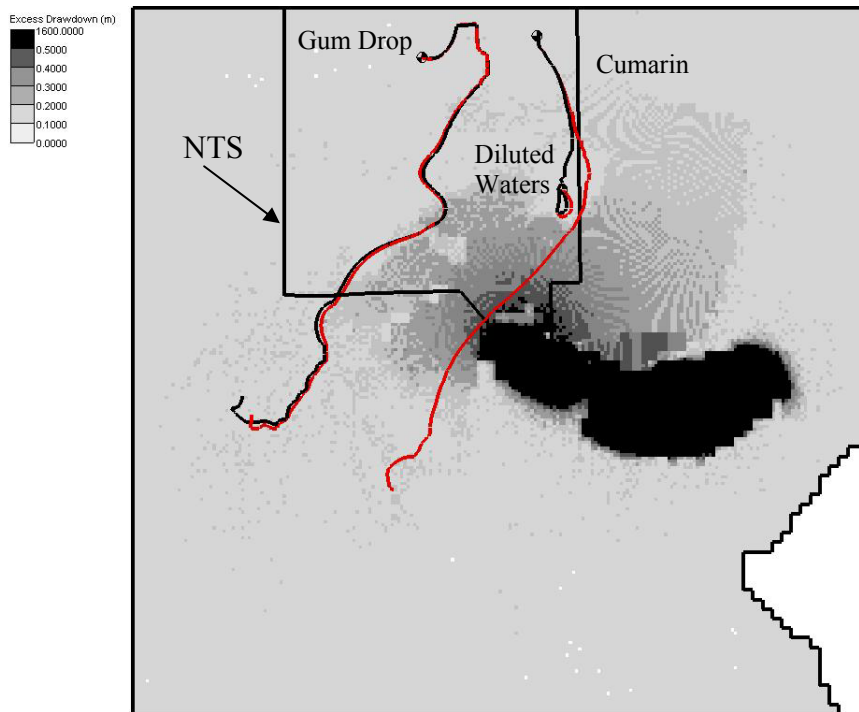 Excess Drawdown (m)
1600.0000
0.5000
0.4000
0.3000
0.2000
0.1000
0.0000
Gum Drop
Cumarin
NTS
Diluted
Waters